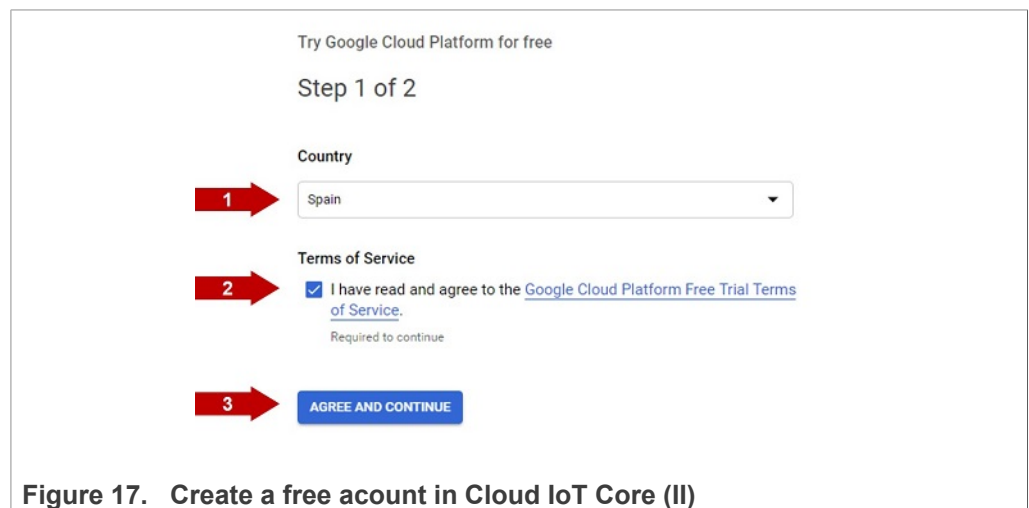 Try Google Cloud Platform for free
Step 1 of 2
Country
1
Spain
Terms of Service
2
I have read and agree to the Google Cloud Platform Free Trial Terms
of Service.
Required to continue
3
AGREE AND CONTINUE
Figure 17. Create a free acount in Cloud IoT Core (II)